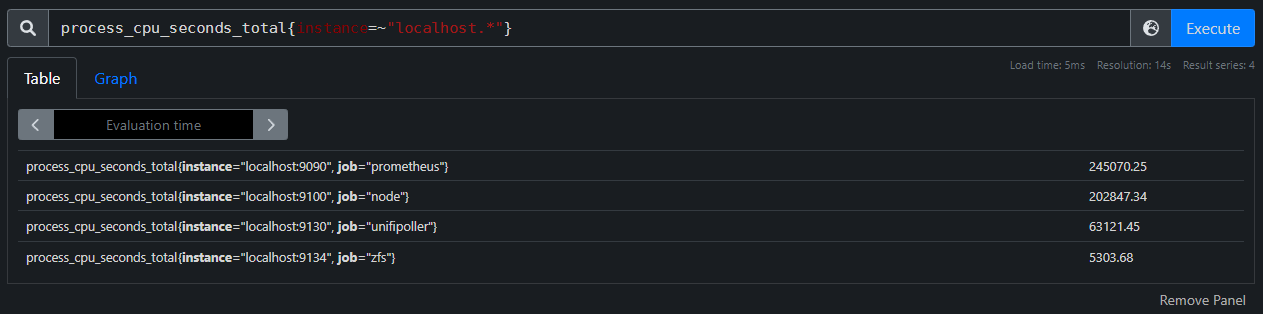 process_cpu_seconds_total{instance=~"localhost.*"} Execute
Load time: 5ms Resolution: 14s Result series: 4
Table Graph
Evaluation time
process_cpu_seconds_total{instance="localhost:9090", job="prometheus"} 245070.25
process_cpu_seconds_total{instance="localhost:9100", job="node"} 202847.34
process_cpu_seconds_total{instance="localhost:9130", job="unifipoller"} 63121.45
process_cpu_seconds_total{instance="localhost:9134", job="zfs"} 5303.68
Remove Panel